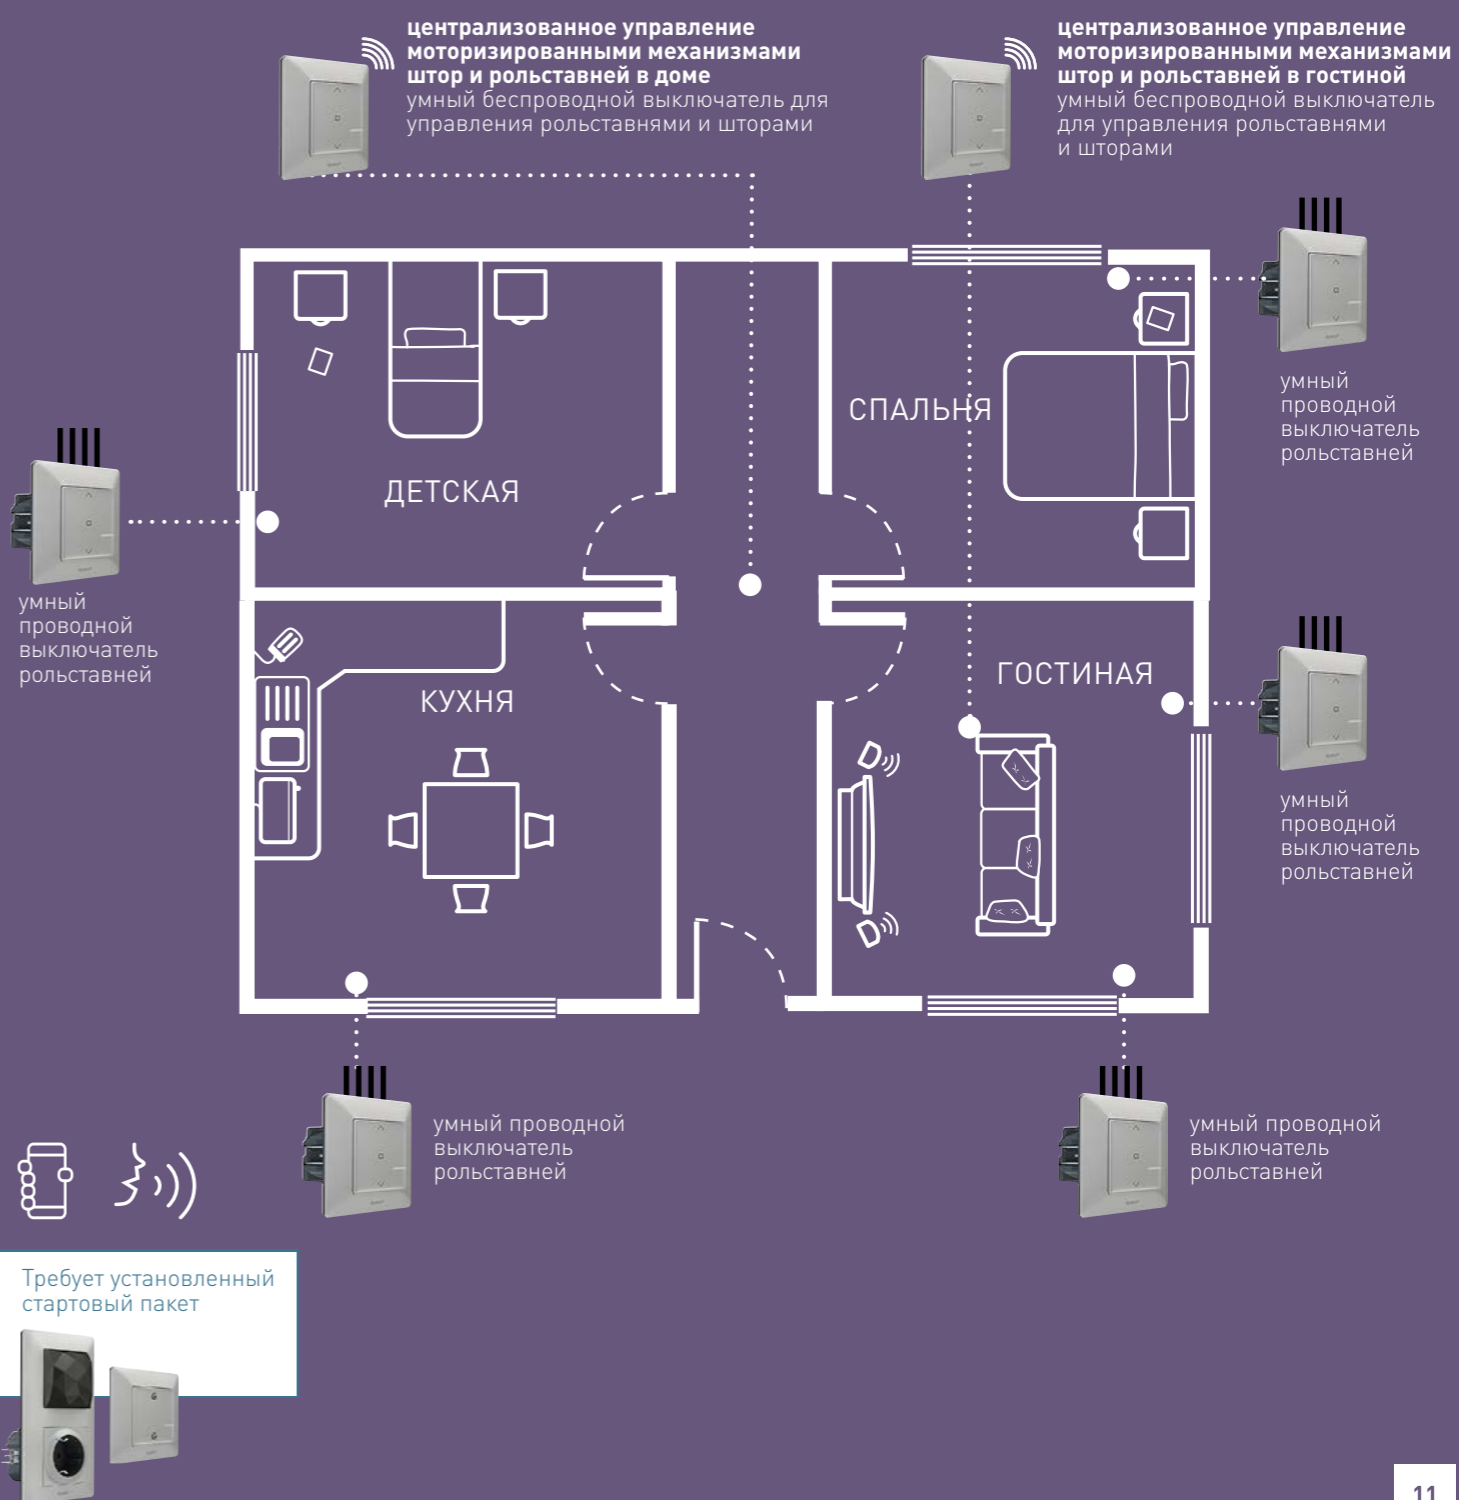 централизованное управление
моторизированными механизмами
штор и рольставней в доме
умный беспроводной выключатель для
управления рольставнями и шторами
централизованное управление
моторизированными механизмами
штор и рольставней в гостиной
умный беспроводной выключатель
для управления рольставнями
и шторами
умный
проводной
выключатель
рольставней
СПАЛЬНЯ
ДЕТСКАЯ
умный
проводной
выключатель
рольставней
КУХНЯ
ГОСТИНАЯ
умный
проводной
выключатель
рольставней
умный проводной
выключатель
рольставней
умный проводной
выключатель
рольставней
Требует установленный
стартовый пакет
11